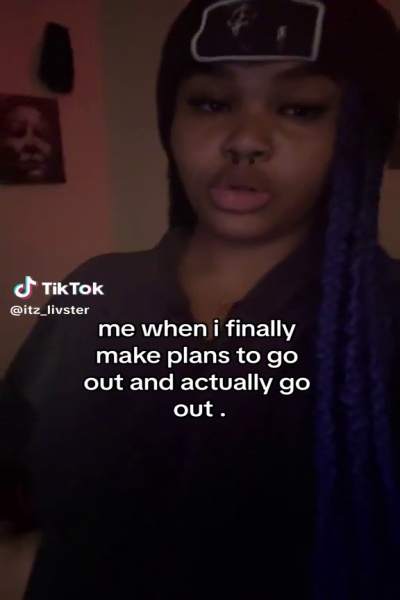 TikTok
@itz_livster
me when i finally
make plans to go
out and actually go
out .